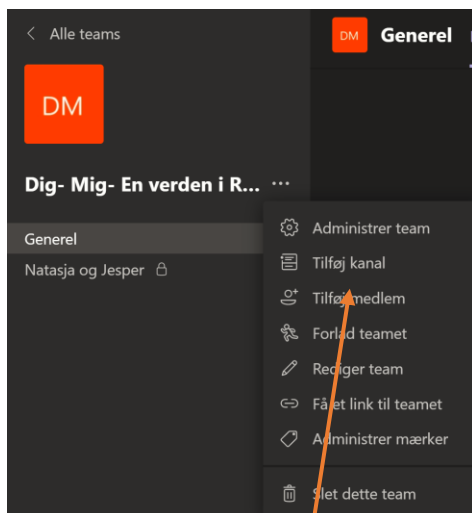 Alle teams
DM Generel
DM
Dig- Mig- En verden i R... ...
Generel
Natasja og Jesper
Administrer team
Tilføj kanal
Tilføj medlem
Forlad teamet
Rediger team
Få et link til teamet
Administrer mærker
Slet dette team